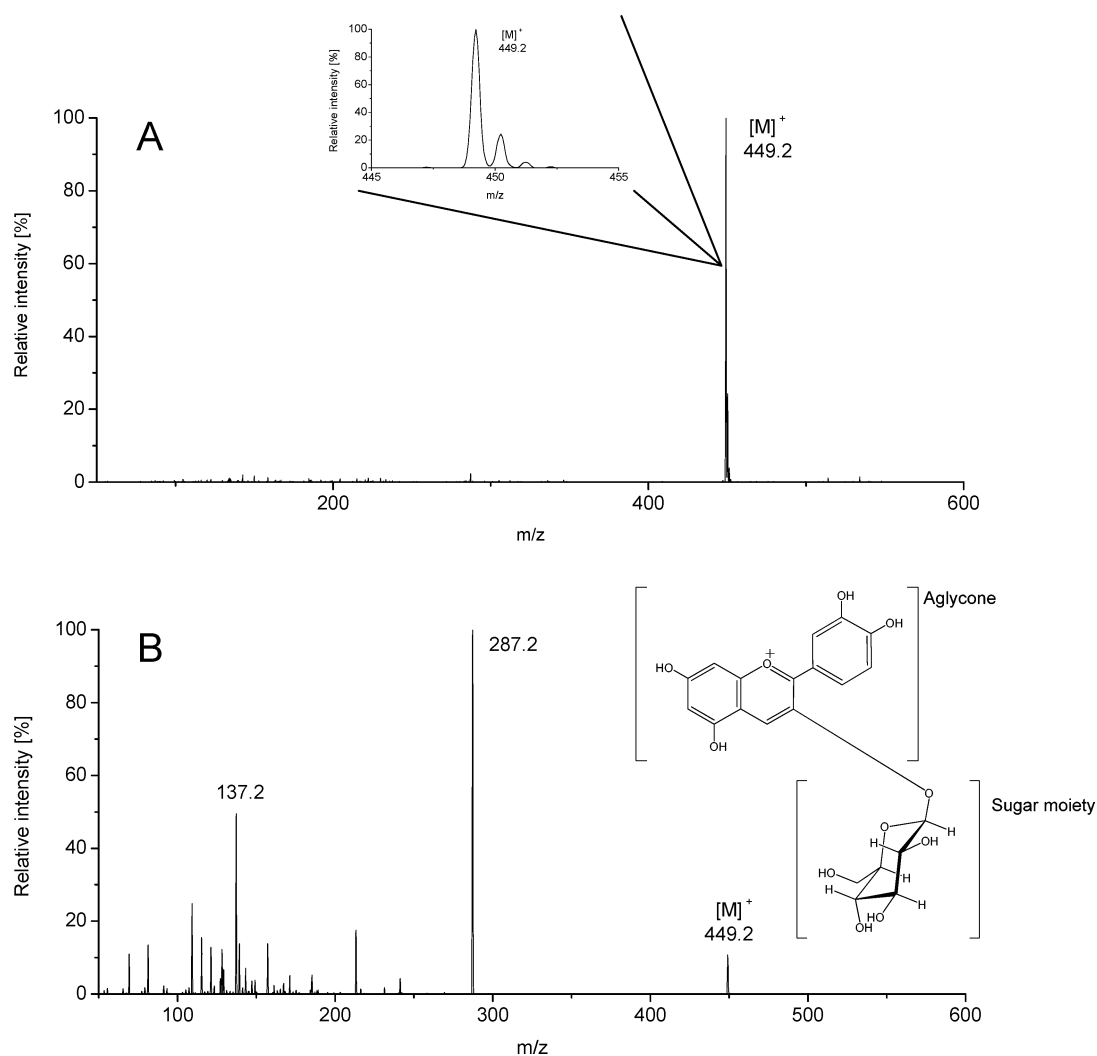 100
80
60
40
20
0
Relative intensity [%]
[M]+
449.2
445
450
455
m/z
A
100
80
60
40
20
0
Relative intensity [%]
[M]+
449.2
200
400
600
m/z
B
100
80
60
40
20
0
Relative intensity [%]
137.2
287.2
[M]+
449.2
100
200
300
400
500
600
m/z
Aglycone
OH
OH
HO
O
+
OH
Sugar moiety
O
O
H
H
OH
HO
H
H
H
HO
OH